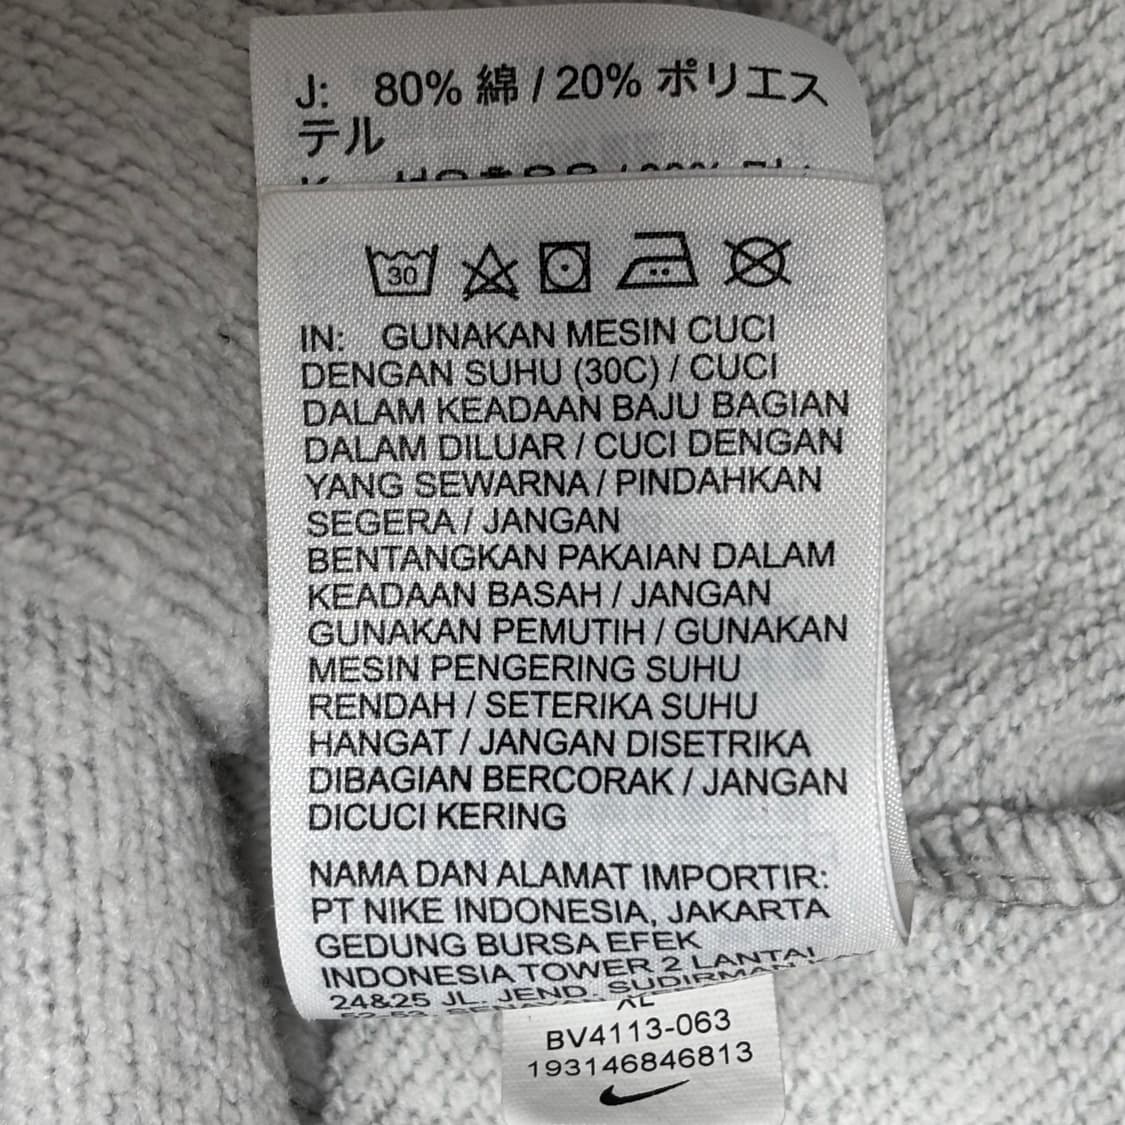 J: 80% 綿 / 20% ポリエス
テル
30
IN: GUNAKAN MESIN CUCI
DENGAN SUHU (30C) / CUCI
DALAM KEADAAN BAJU BAGIAN
DALAM DILUAR / CUCI DENGAN
YANG SEWARNA / PINDAHKAN
SEGERA / JANGAN
BENTANGKAN PAKAIAN DALAM
KEADAAN BASAH / JANGAN
GUNAKAN PEMUTIH / GUNAKAN
MESIN PENGERING SUHU
RENDAH / SETERIKA SUHU
HANGAT / JANGAN DISETRIKA
DIBAGIAN BERCORAK / JANGAN
DICUCI KERING
NAMA DAN ALAMAT IMPORTIR:
PT NIKE INDONESIA, JAKARTA
GEDUNG BURSA EFEK
INDONESIA TOWER 2 LANTAI
24&25 JL. JEND. SUDIRMAN
XL
BV4113-063
193146846813